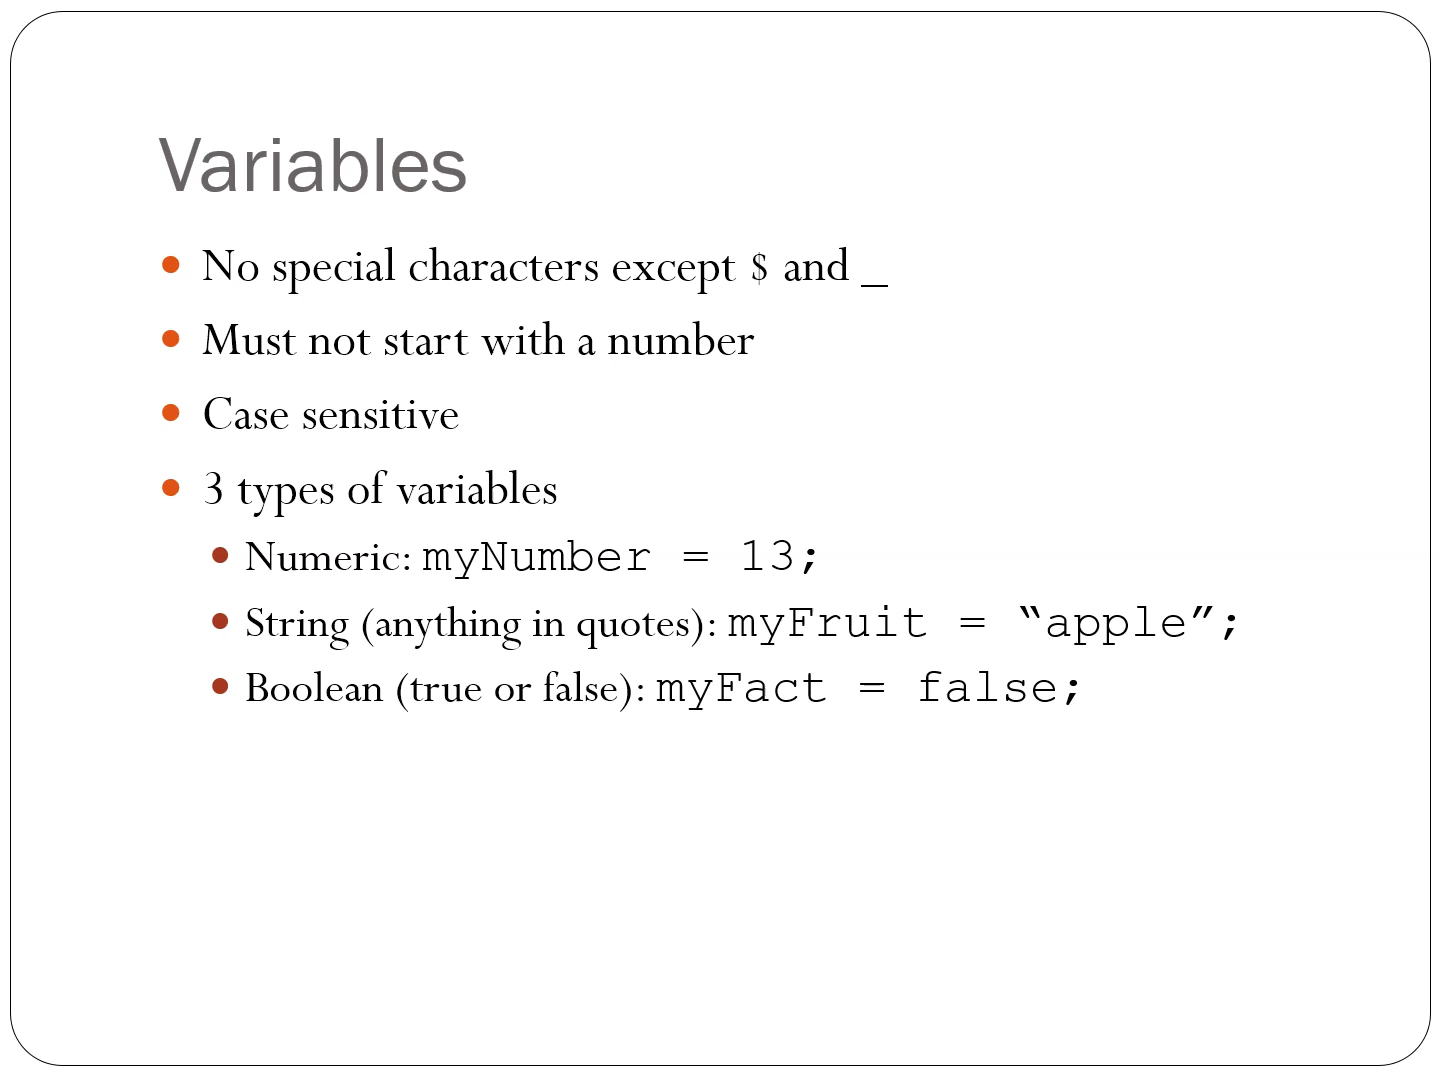 Variables
No special characters except $ and _
Must not start with a number
Case sensitive
3 types of variables
Numeric: myNumber = 13;
String (anything in quotes): myFruit = “apple”;
Boolean (true or false): myFact = false;